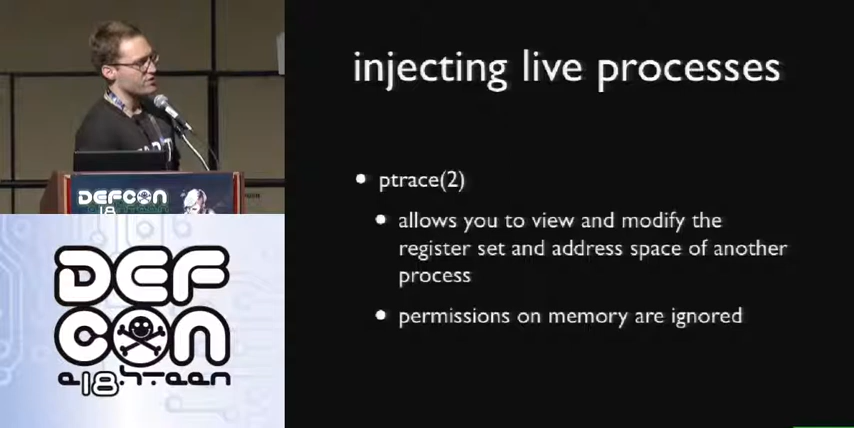 injecting live processes
ptrace(2)
allows you to view and modify the
register set and address space of another
process
permissions on memory are ignored
DEFCON
18
DEF
CON
e18hteen